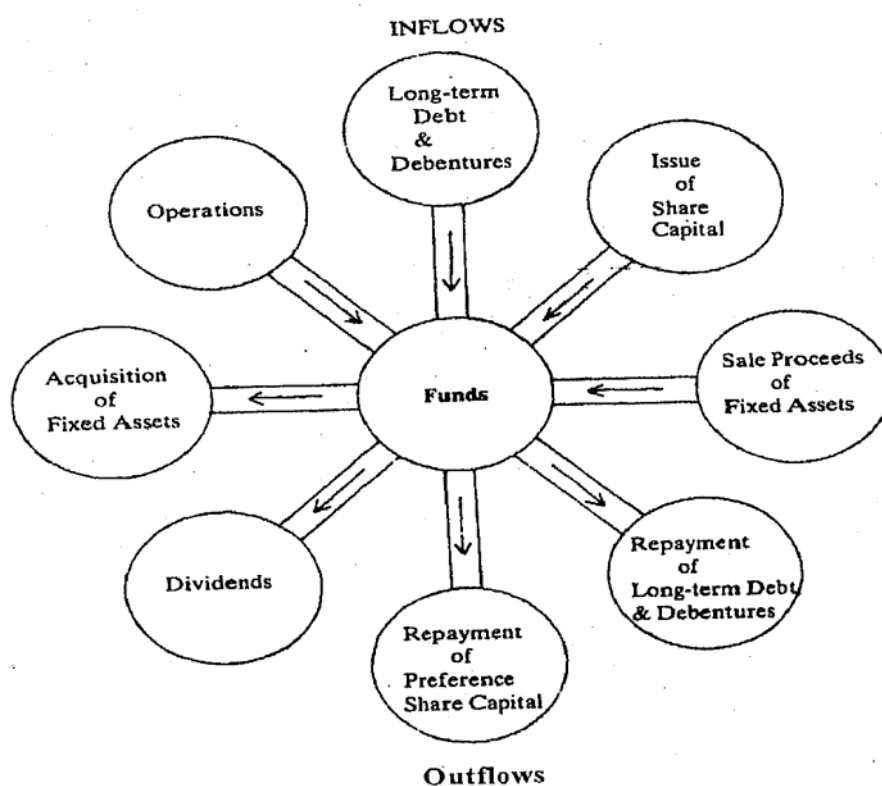 INFLOWS
Long-term
Debt
&
Debentures
Issue
of
Share
Capital
Operations
Sale Proceeds
of
Fixed Assets
Funds
Acquisition
of
Fixed Assets
Dividends
Repayment
of
Long-term Debt
& Debentures
Repayment
of
Preference
Share Capital
Outflows